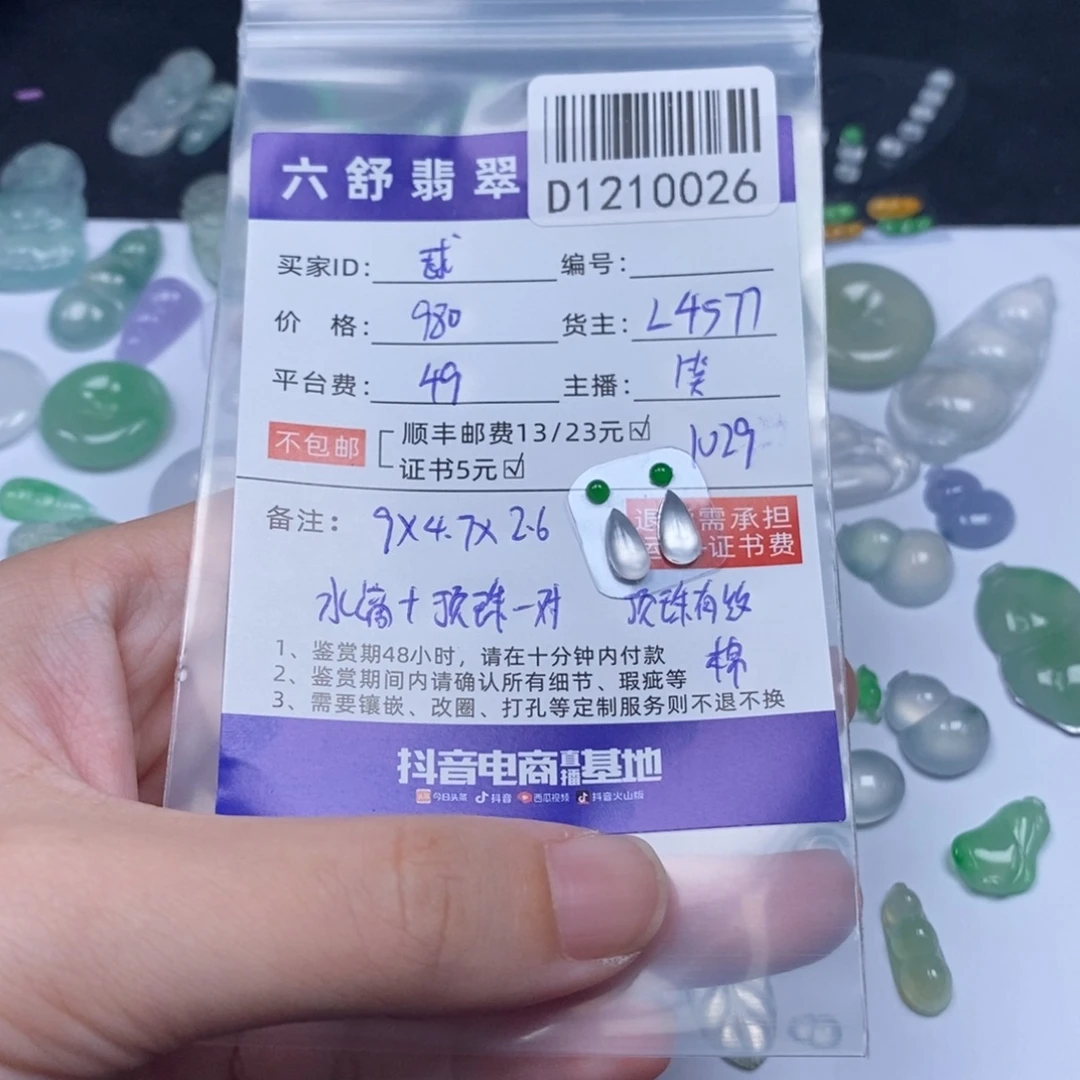 六舒翡翠
D1210026
买家ID: 编号:
价 格: 980 货主: L4577
平台费: 49 主播:
不包邮 顺丰邮费13/23元☑ 1029
证书5元☑
备注: 9X4.7X2.6 需承担
证书费
水滴+顶珠一对 顶珠有纹
棉
1、鉴赏期48小时,请在十分钟内付款
2、鉴赏期间内请确认所有细节、瑕疵等
3、需要镶嵌、改圈、打孔等定制服务则不退不换
抖音电商直播基地
今日头条 抖音 西瓜视频 抖音火山版